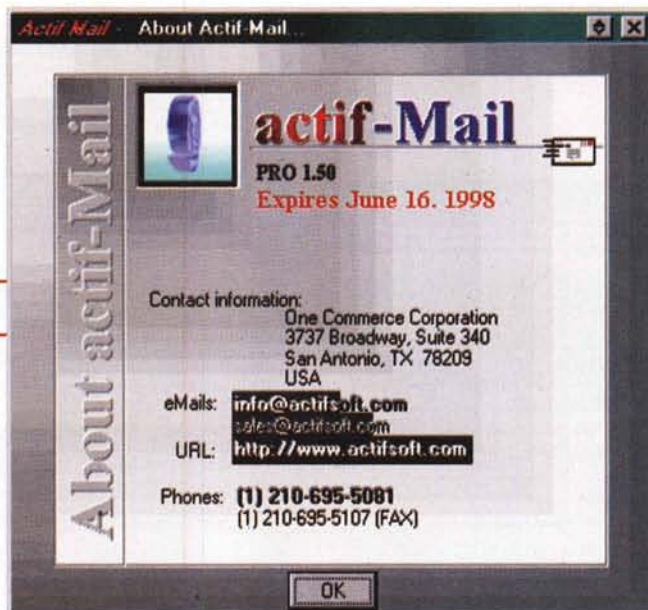 Actif Mail - About Actif-Mail...
About actif-Mail
actif-Mail
PRO 1.50
Expires June 16. 1998
Contact information:
One Commerce Corporation
3737 Broadway, Suite 340
San Antonio, TX 78209
USA
eMails: info@actifsoft.com
sales@actifsoft.com
URL: http://www.actifsoft.com
Phones: (1) 210-695-5081
(1) 210-695-5107 (FAX)
OK